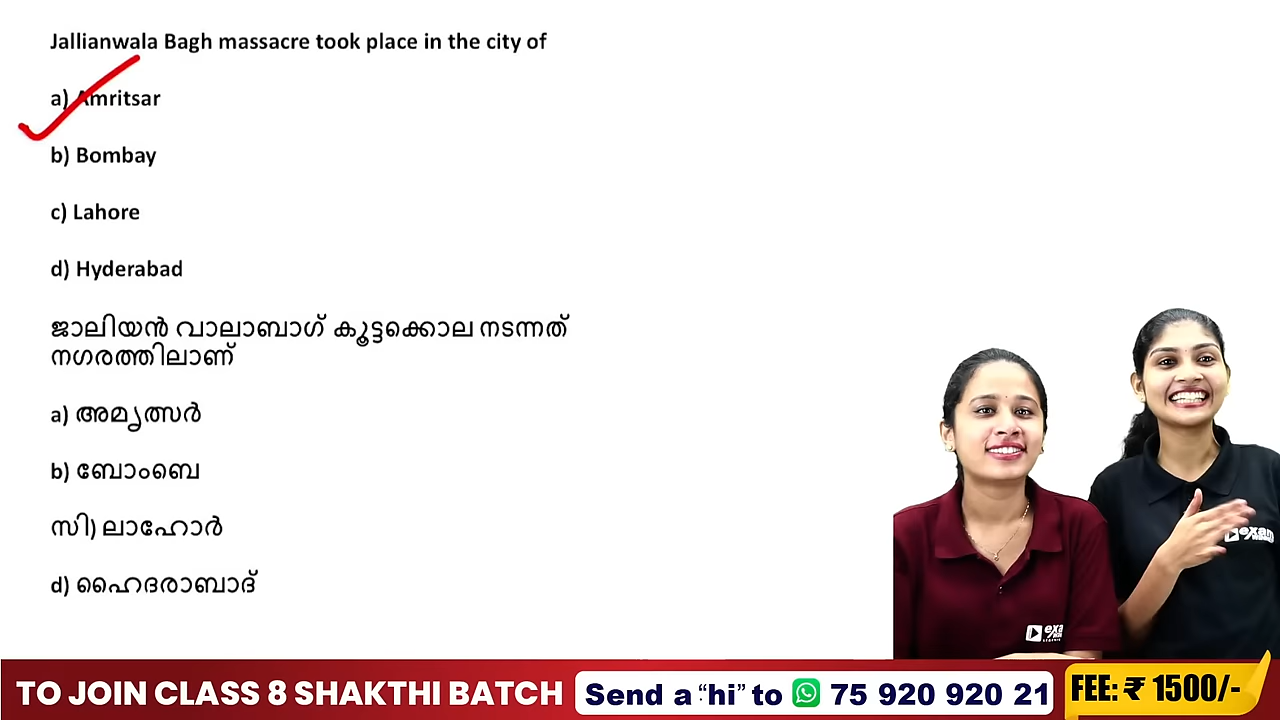 Jallianwala Bagh massacre took place in the city of
a) Amritsar
b) Bombay
c) Lahore
d) Hyderabad
ജാലിയൻ വാലാബാഗ് കൂട്ടക്കൊല നടന്നത്
നഗരത്തിലാണ്
a) അമൃത്സർ
b) ബോംബെ
സി) ലാഹോർ
d) ഹൈദരാബാദ്
TO JOIN CLASS 8 SHAKTHI BATCH
Send a “hi” to 75 920 920 21
FEE: ₹ 1500/-